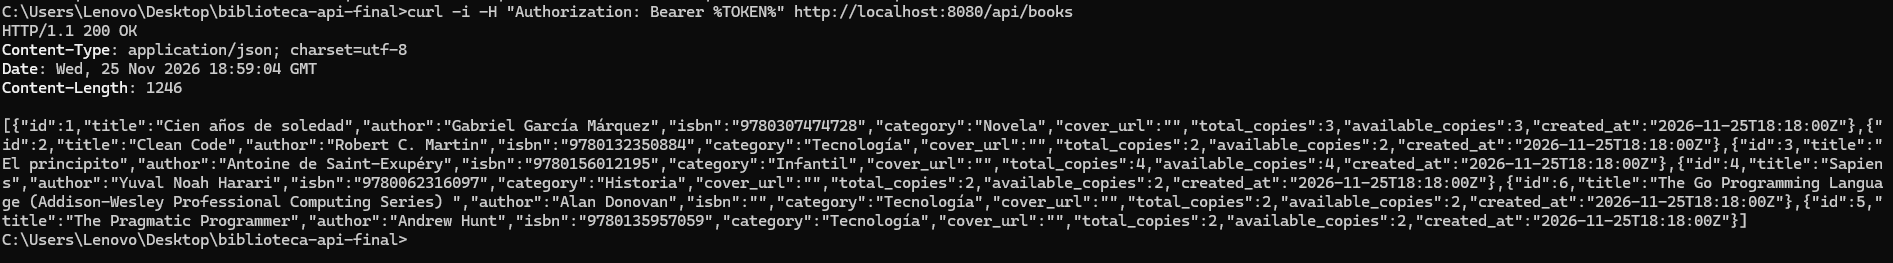 C:\Users\Lenovo\Desktop\biblioteca-api-final>curl -i -H "Authorization: Bearer %TOKEN%" http://localhost:8080/api/books
HTTP/1.1 200 OK
Content-Type: application/json; charset=utf-8
Date: Wed, 25 Nov 2026 18:59:04 GMT
Content-Length: 1246

[{"id":1,"title":"Cien años de soledad","author":"Gabriel García Márquez","isbn":"9780307474728","category":"Novela","cover_url":"","total_copies":3,"available_copies":3,"created_at":"2026-11-25T18:18:00Z"},{"
id":2,"title":"Clean Code","author":"Robert C. Martin","isbn":"9780132350884","category":"Tecnología","cover_url":"","total_copies":2,"available_copies":2,"created_at":"2026-11-25T18:18:00Z"},{"id":3,"title":"
El principito","author":"Antoine de Saint-Exupéry","isbn":"9780156012195","category":"Infantil","cover_url":"","total_copies":4,"available_copies":4,"created_at":"2026-11-25T18:18:00Z"},{"id":4,"title":"Sapien
s","author":"Yuval Noah Harari","isbn":"9780062316097","category":"Historia","cover_url":"","total_copies":2,"available_copies":2,"created_at":"2026-11-25T18:18:00Z"},{"id":6,"title":"The Go Programming Langua
ge (Addison-Wesley Professional Computing Series) ","author":"Alan Donovan","isbn":"","category":"Tecnología","cover_url":"","total_copies":2,"available_copies":2,"created_at":"2026-11-25T18:18:00Z"},{"id":5,"
title":"The Pragmatic Programmer","author":"Andrew Hunt","isbn":"9780135957059","category":"Tecnología","cover_url":"","total_copies":2,"available_copies":2,"created_at":"2026-11-25T18:18:00Z"}]
C:\Users\Lenovo\Desktop\biblioteca-api-final>